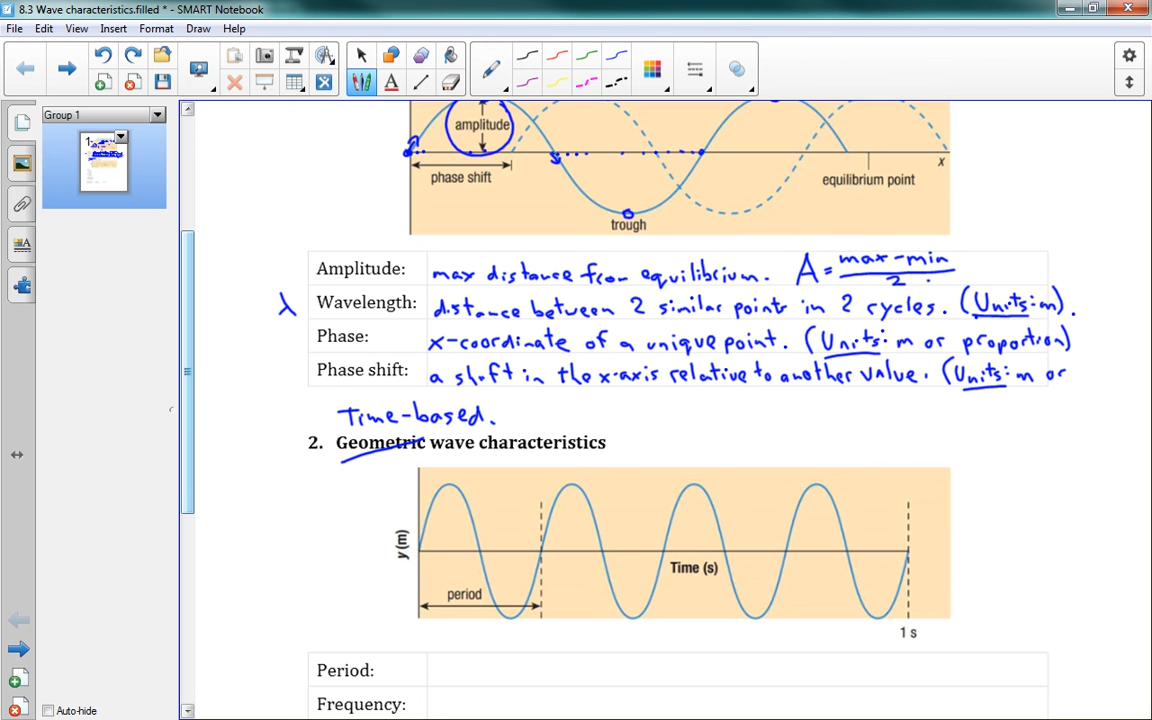 8.3 Wave characteristics.filled * - SMART Notebook
File Edit View Insert Format Tools Draw Help
Group 1
1
amplitude
phase shift
x
equilibrium point
trough
Amplitude: max distance from equilibrium. A = max - min / 2.
λ Wavelength: distance between 2 similar points in 2 cycles. (Units: m).
Phase: x-coordinate of a unique point. (Units: m or proportion)
Phase shift: a shift in the x-axis relative to another value. (Units: m or
Time-based.
2. Geometric wave characteristics
y (m)
Time (s)
period
1 s
Period:
Frequency:
Auto-hide